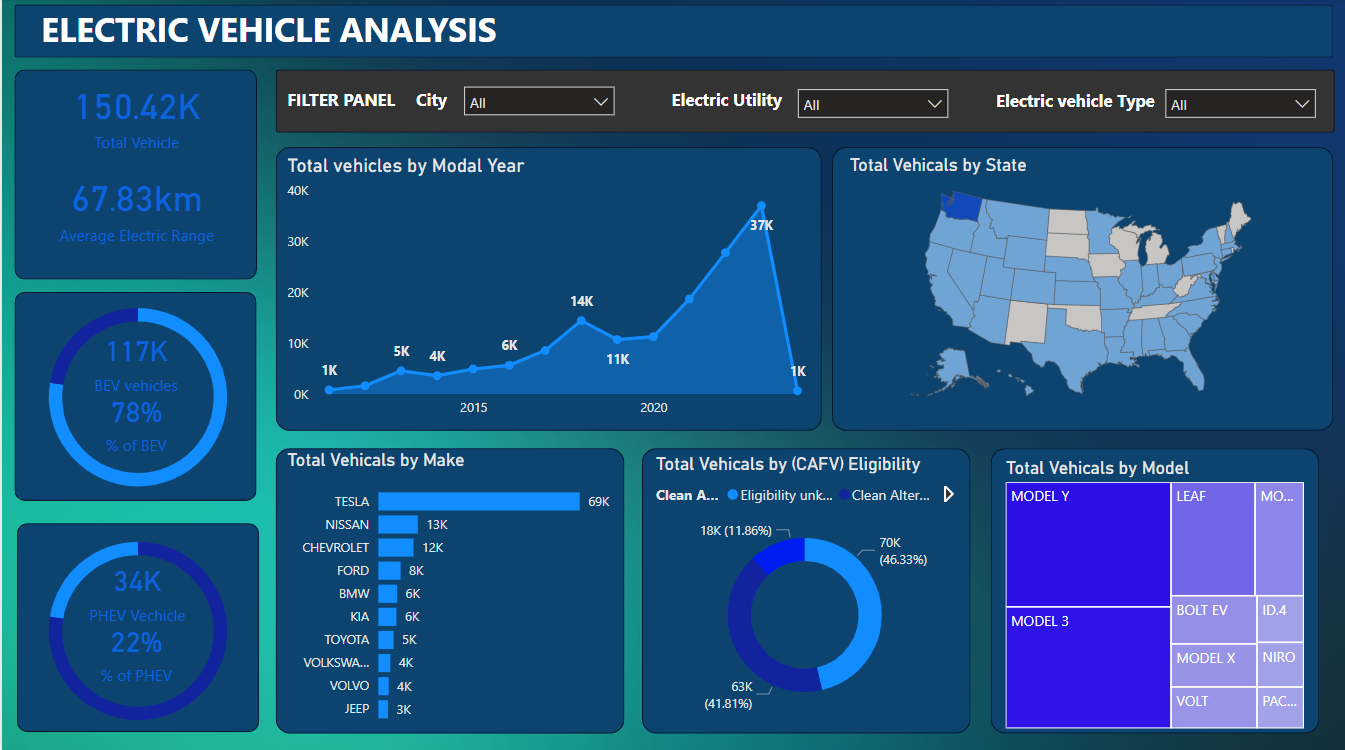 ELECTRIC VEHICLE ANALYSIS
150.42K
Total Vehicle
67.83km
Average Electric Range
FILTER PANEL City All Electric Utility All Electric vehicle Type All
117K
BEV vehicles
78%
% of BEV
34K
PHEV Vechicle
22%
% of PHEV
Total vehicles by Modal Year
40K
30K
20K
10K
0K
1K
5K
4K
6K
14K
11K
37K
1K
2015
2020
Total Vehicals by State
Total Vehicals by Make
TESLA 69K
NISSAN 13K
CHEVROLET 12K
FORD 8K
BMW 6K
KIA 6K
TOYOTA 5K
VOLKSWA... 4K
VOLVO 4K
JEEP 3K
Total Vehicals by (CAFV) Eligibility
Clean A... Eligibility unk... Clean Alter...
18K (11.86%)
70K
(46.33%)
63K
(41.81%)
Total Vehicals by Model
MODEL Y
MODEL 3
LEAF
MO...
BOLT EV
ID.4
MODEL X
NIRO
VOLT
PAC...